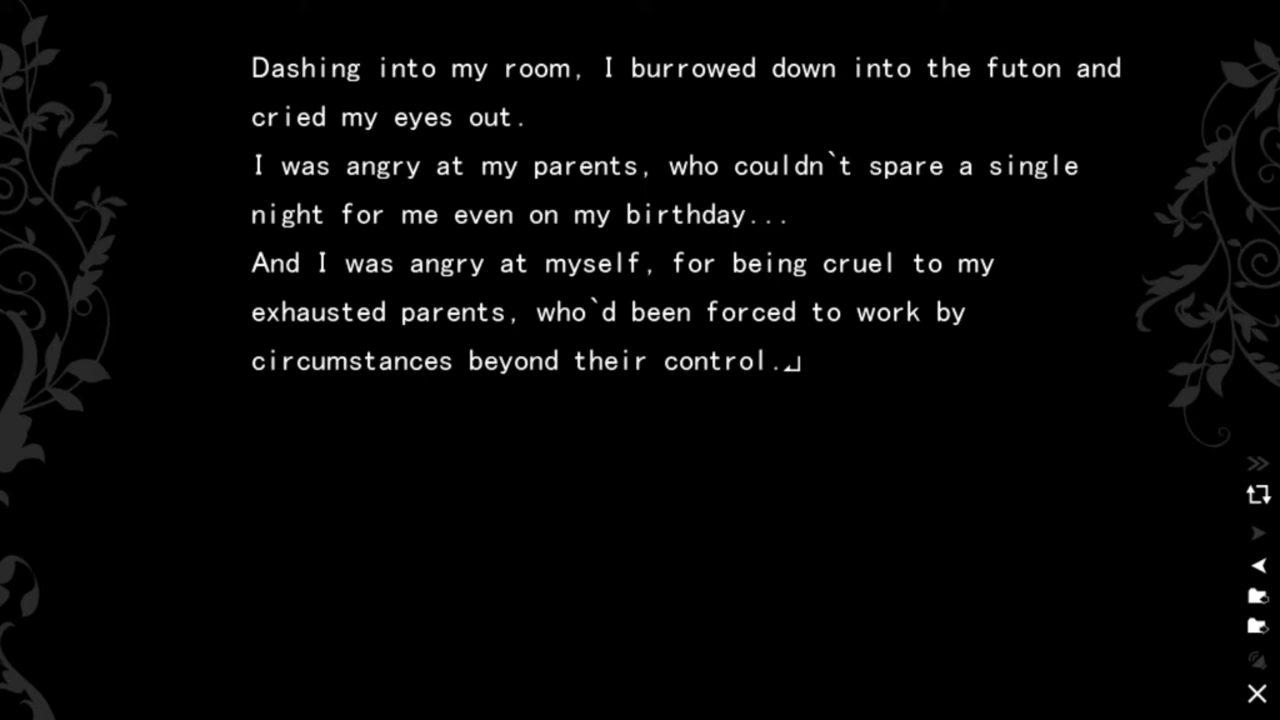 Dashing into my room, I burrowed down into the futon and
cried my eyes out.
I was angry at my parents, who couldn`t spare a single
night for me even on my birthday...
And I was angry at myself, for being cruel to my
exhausted parents, who`d been forced to work by
circumstances beyond their control.